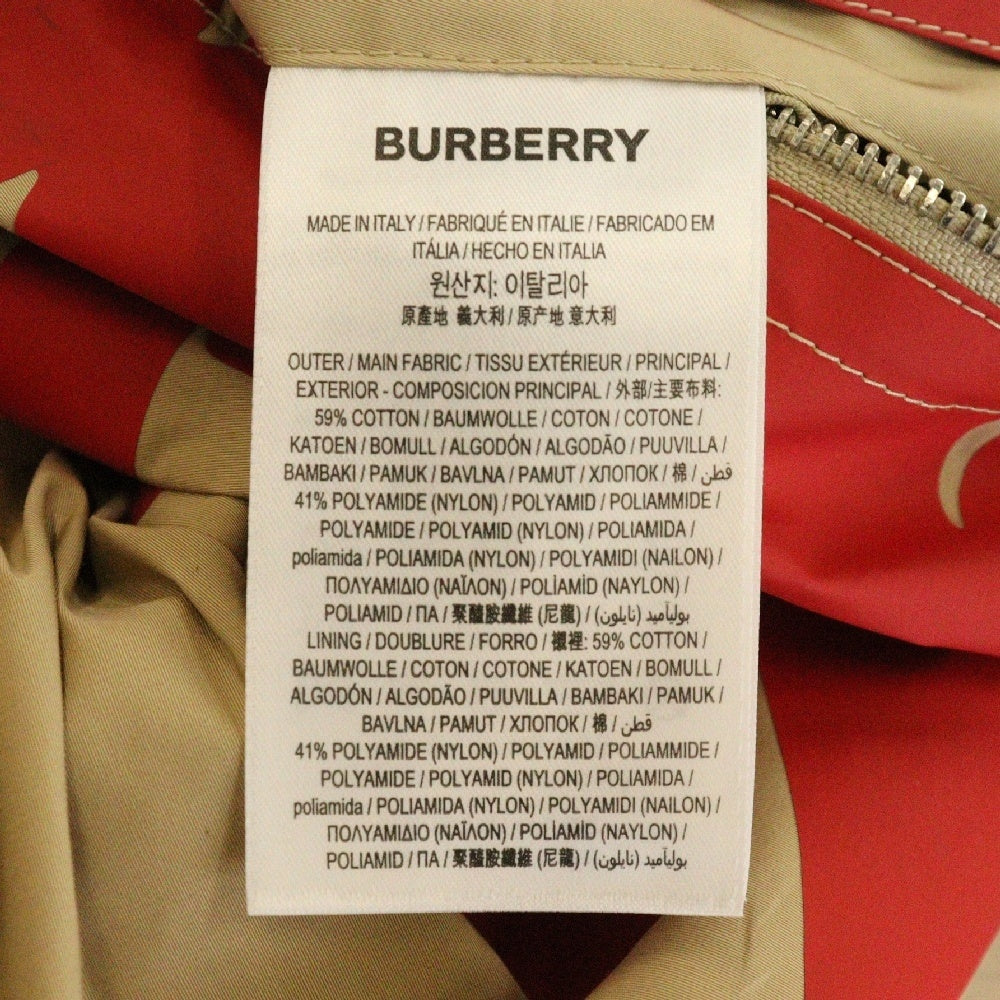 BURBERRY
MADE IN ITALY / FABRIQUÉ EN ITALIE / FABRICADO EM
ITÁLIA / HECHO EN ITALIA
원산지: 이탈리아
原產地 義大利 / 原产地 意大利
OUTER / MAIN FABRIC / TISSU EXTÉRIEUR / PRINCIPAL /
EXTERIOR - COMPOSICION PRINCIPAL / 外部/主要布料:
59% COTTON / BAUMWOLLE / COTON / COTONE /
KATOEN / BOMULL / ALGODÓN / ALGODÃO / PUUVILLA /
BAMBAKI / PAMUK / BAVLNA / PAMUT / ХЛОПОК / 棉 / قطن
41% POLYAMIDE (NYLON) / POLYAMID / POLIAMMIDE /
POLYAMIDE / POLYAMID (NYLON) / POLIAMIDA /
poliamida / POLIAMIDA (NYLON) / POLYAMIDI (NAILON) /
ΠΟΛΥΑΜΙΔΙΟ (ΝΑΪΛΟΝ) / POLİAMİD (NAYLON) /
POLIAMID / ПА / 聚醯胺纖維 (尼龍) / بوليآميد (نايلون)
LINING / DOUBLURE / FORRO / 襯裡: 59% COTTON /
BAUMWOLLE / COTON / COTONE / KATOEN / BOMULL /
ALGODÓN / ALGODÃO / PUUVILLA / BAMBAKI / PAMUK /
BAVLNA / PAMUT / ХЛОПОК / 棉 / قطن
41% POLYAMIDE (NYLON) / POLYAMID / POLIAMMIDE /
POLYAMIDE / POLYAMID (NYLON) / POLIAMIDA /
poliamida / POLIAMIDA (NYLON) / POLYAMIDI (NAILON) /
ΠΟΛΥΑΜΙΔΙΟ (ΝΑΪΛΟΝ) / POLİAMİD (NAYLON) /
POLIAMID / ПА / 聚醯胺纖維 (尼龍) / بوليآميد (نايلون)